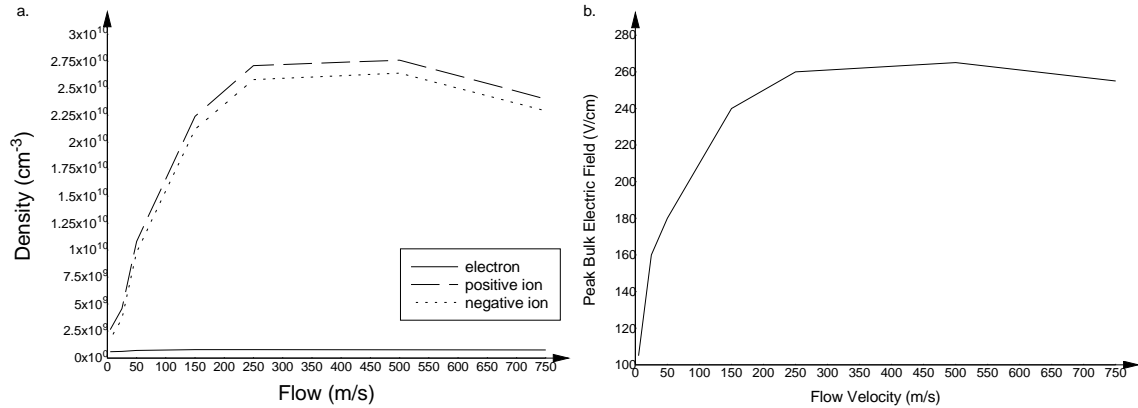 a.
3x10¹⁰
2.75x10¹⁰
2.5x10¹⁰
2.25x10¹⁰
2x10¹⁰
1.75x10¹⁰
1.5x10¹⁰
1.25x10¹⁰
1x10¹⁰
7.5x10⁹
5x10⁹
2.5x10⁹
0x10⁰
Density (cm⁻³)
electron
positive ion
negative ion
0 50 100 150 200 250 300 350 400 450 500 550 600 650 700 750
Flow (m/s)
b.
280
260
240
220
200
180
160
140
120
100
Peak Bulk Electric Field (V/cm)
0 50 100 150 200 250 300 350 400 450 500 550 600 650 700 750
Flow Velocity (m/s)